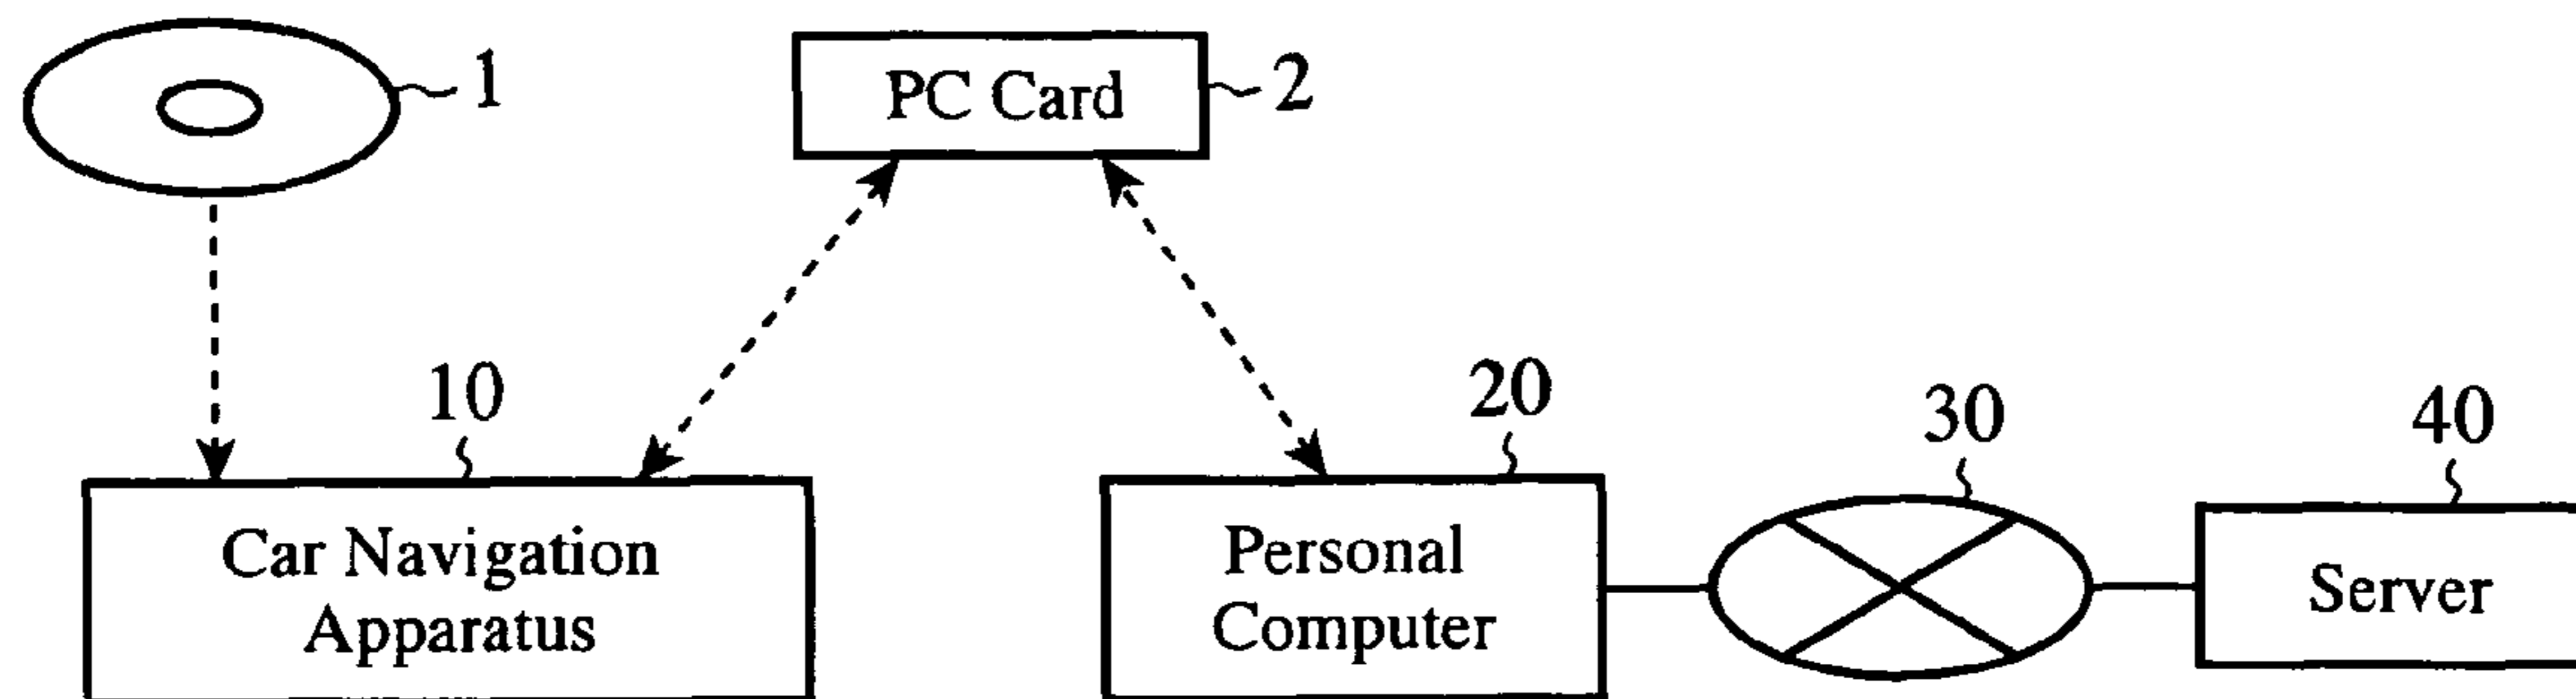 1
PC Card
2
10
20
30
40
Car Navigation
Apparatus
Personal
Computer
Server